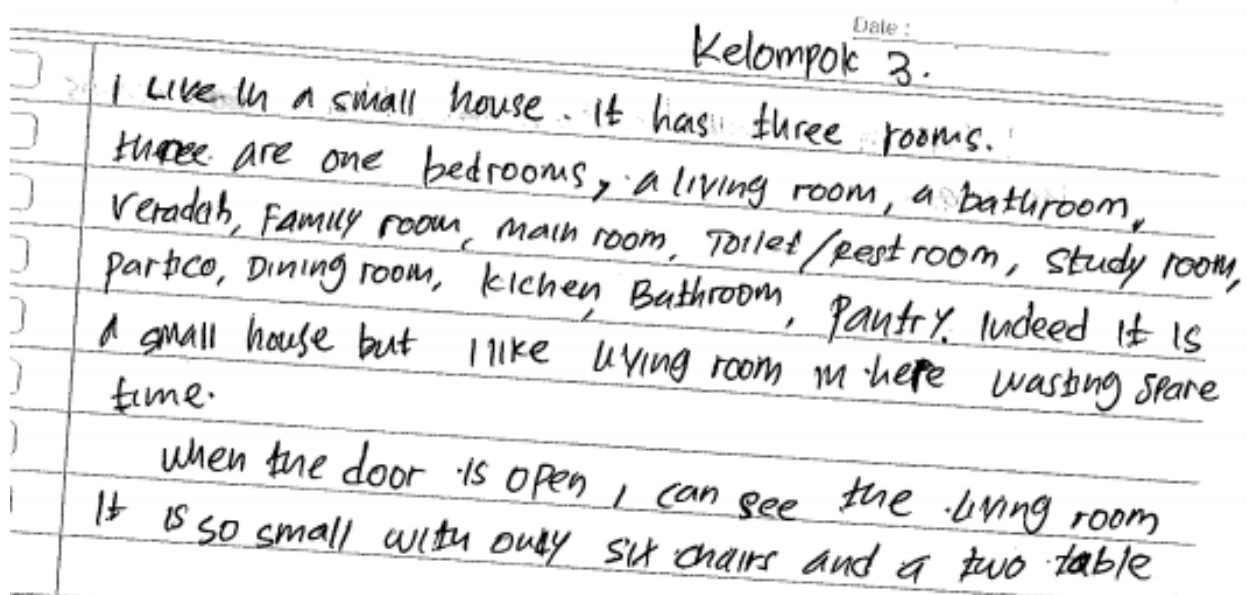 Date :
Kelompok 3.
I Live in a small house. It has three rooms.
there are one bedrooms, a living room, a bathroom,
Veradah, Family room, main room, Toilet/Rest room, Study room,
Partico, Dining room, kichen, Bathroom, Pantry. Indeed It Is
a small house but I like living room in here wasting spare
time.
when the door is open, I can see the living room
It is so small with only six chairs and a two table